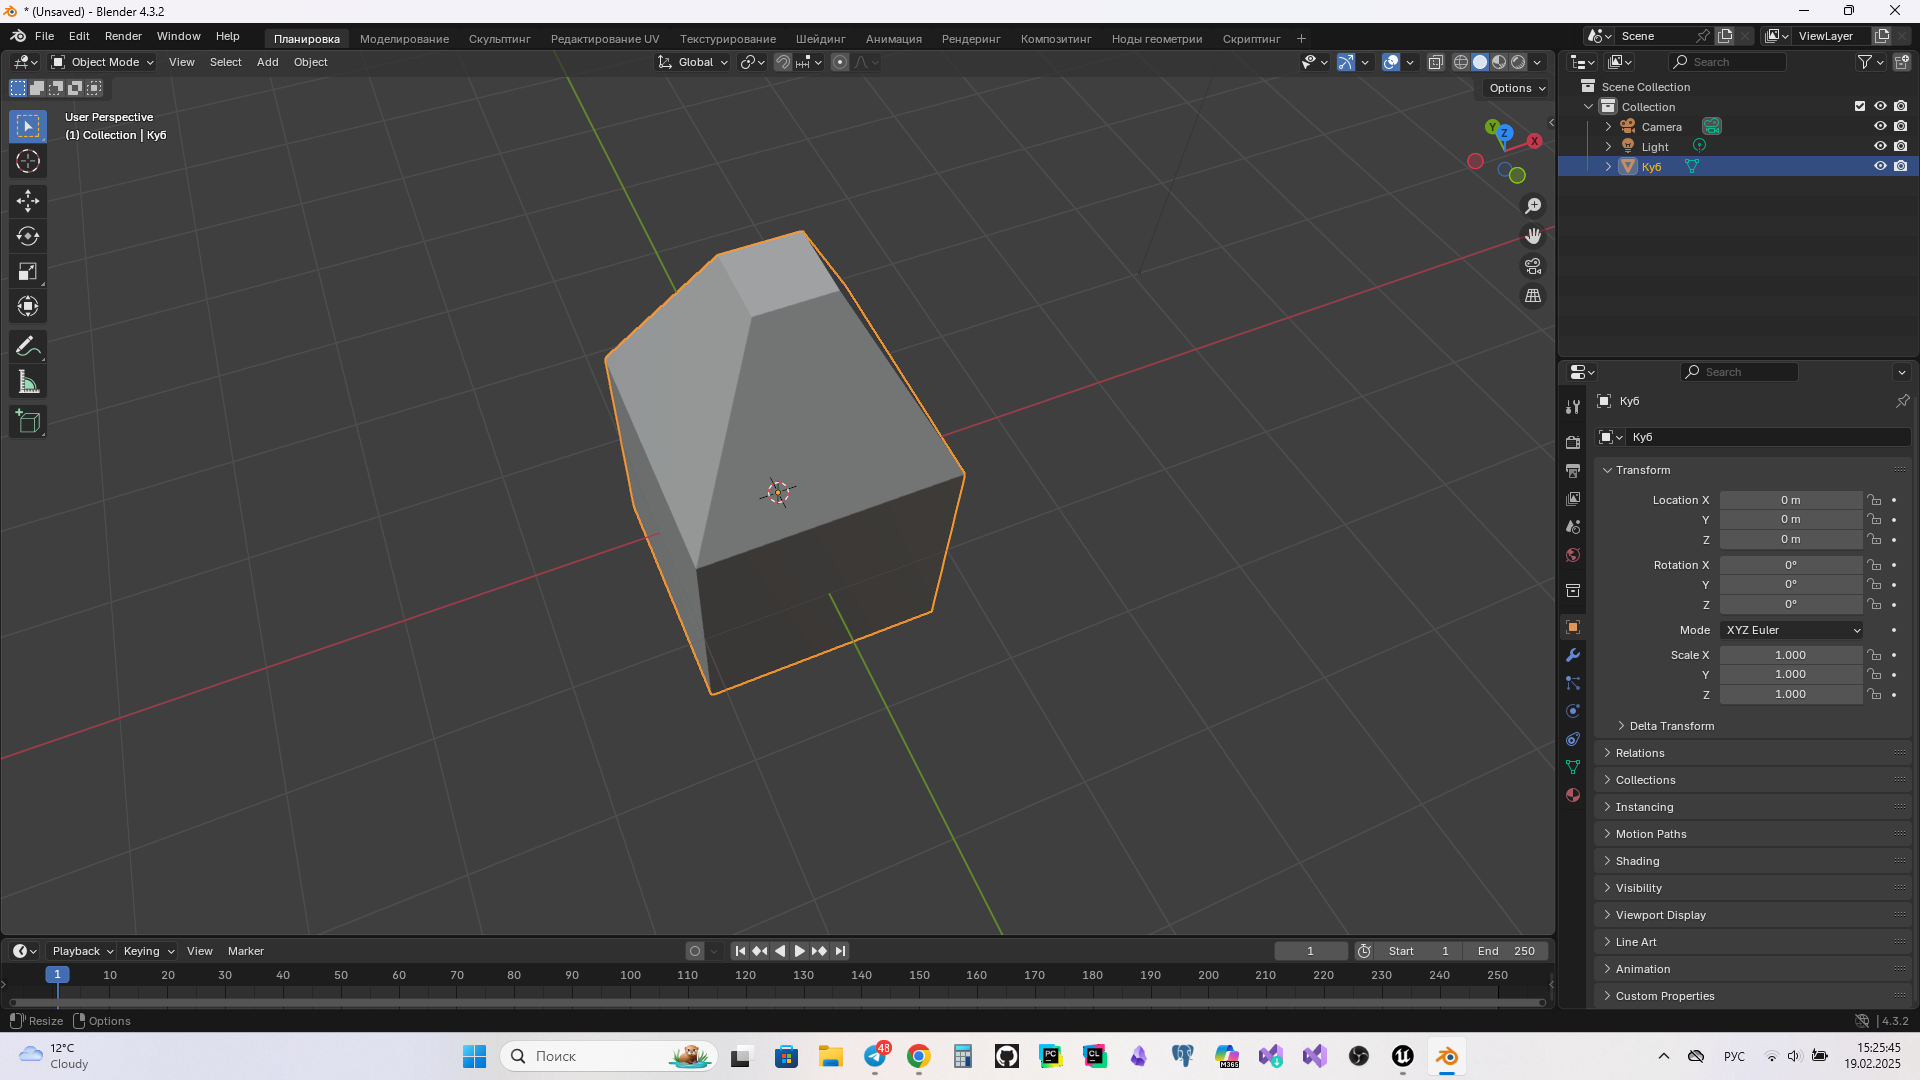 * (Unsaved) - Blender 4.3.2
File Edit Render Window Help Планировка Моделирование Скульптинг Редактирование UV Текстурирование Шейдинг Анимация Рендеринг Композитинг Ноды геометрии Скриптинг + Scene ViewLayer
Object Mode View Select Add Object Global
Options
User Perspective
(1) Collection | Куб
Y Z X
Search
Scene Collection
Collection
Camera
Light
Куб
Search
Куб
Куб
Transform
Location X 0 m
Y 0 m
Z 0 m
Rotation X 0°
Y 0°
Z 0°
Mode XYZ Euler
Scale X 1.000
Y 1.000
Z 1.000
Delta Transform
Relations
Collections
Instancing
Motion Paths
Shading
Visibility
Viewport Display
Line Art
Animation
Custom Properties
Playback Keying View Marker 1 Start 1 End 250
1 10 20 30 40 50 60 70 80 90 100 110 120 130 140 150 160 170 180 190 200 210 220 230 240 250
Resize Options 4.3.2
12°C
Cloudy
Поиск
48
PC
CL
M365
РУС
15:25:45
19.02.2025